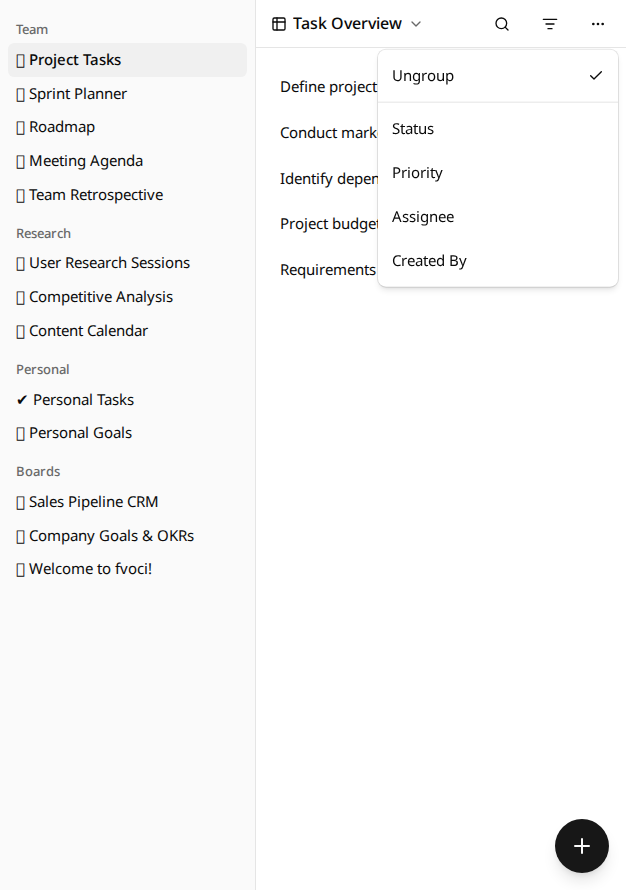 Team
Project Tasks
Sprint Planner
Roadmap
Meeting Agenda
Team Retrospective
Research
User Research Sessions
Competitive Analysis
Content Calendar
Personal
✔ Personal Tasks
Personal Goals
Boards
Sales Pipeline CRM
Company Goals & OKRs
Welcome to fvoci!
Task Overview
Define project
Conduct mark
Identify depen
Project budget
Requirements
Ungroup
Status
Priority
Assignee
Created By